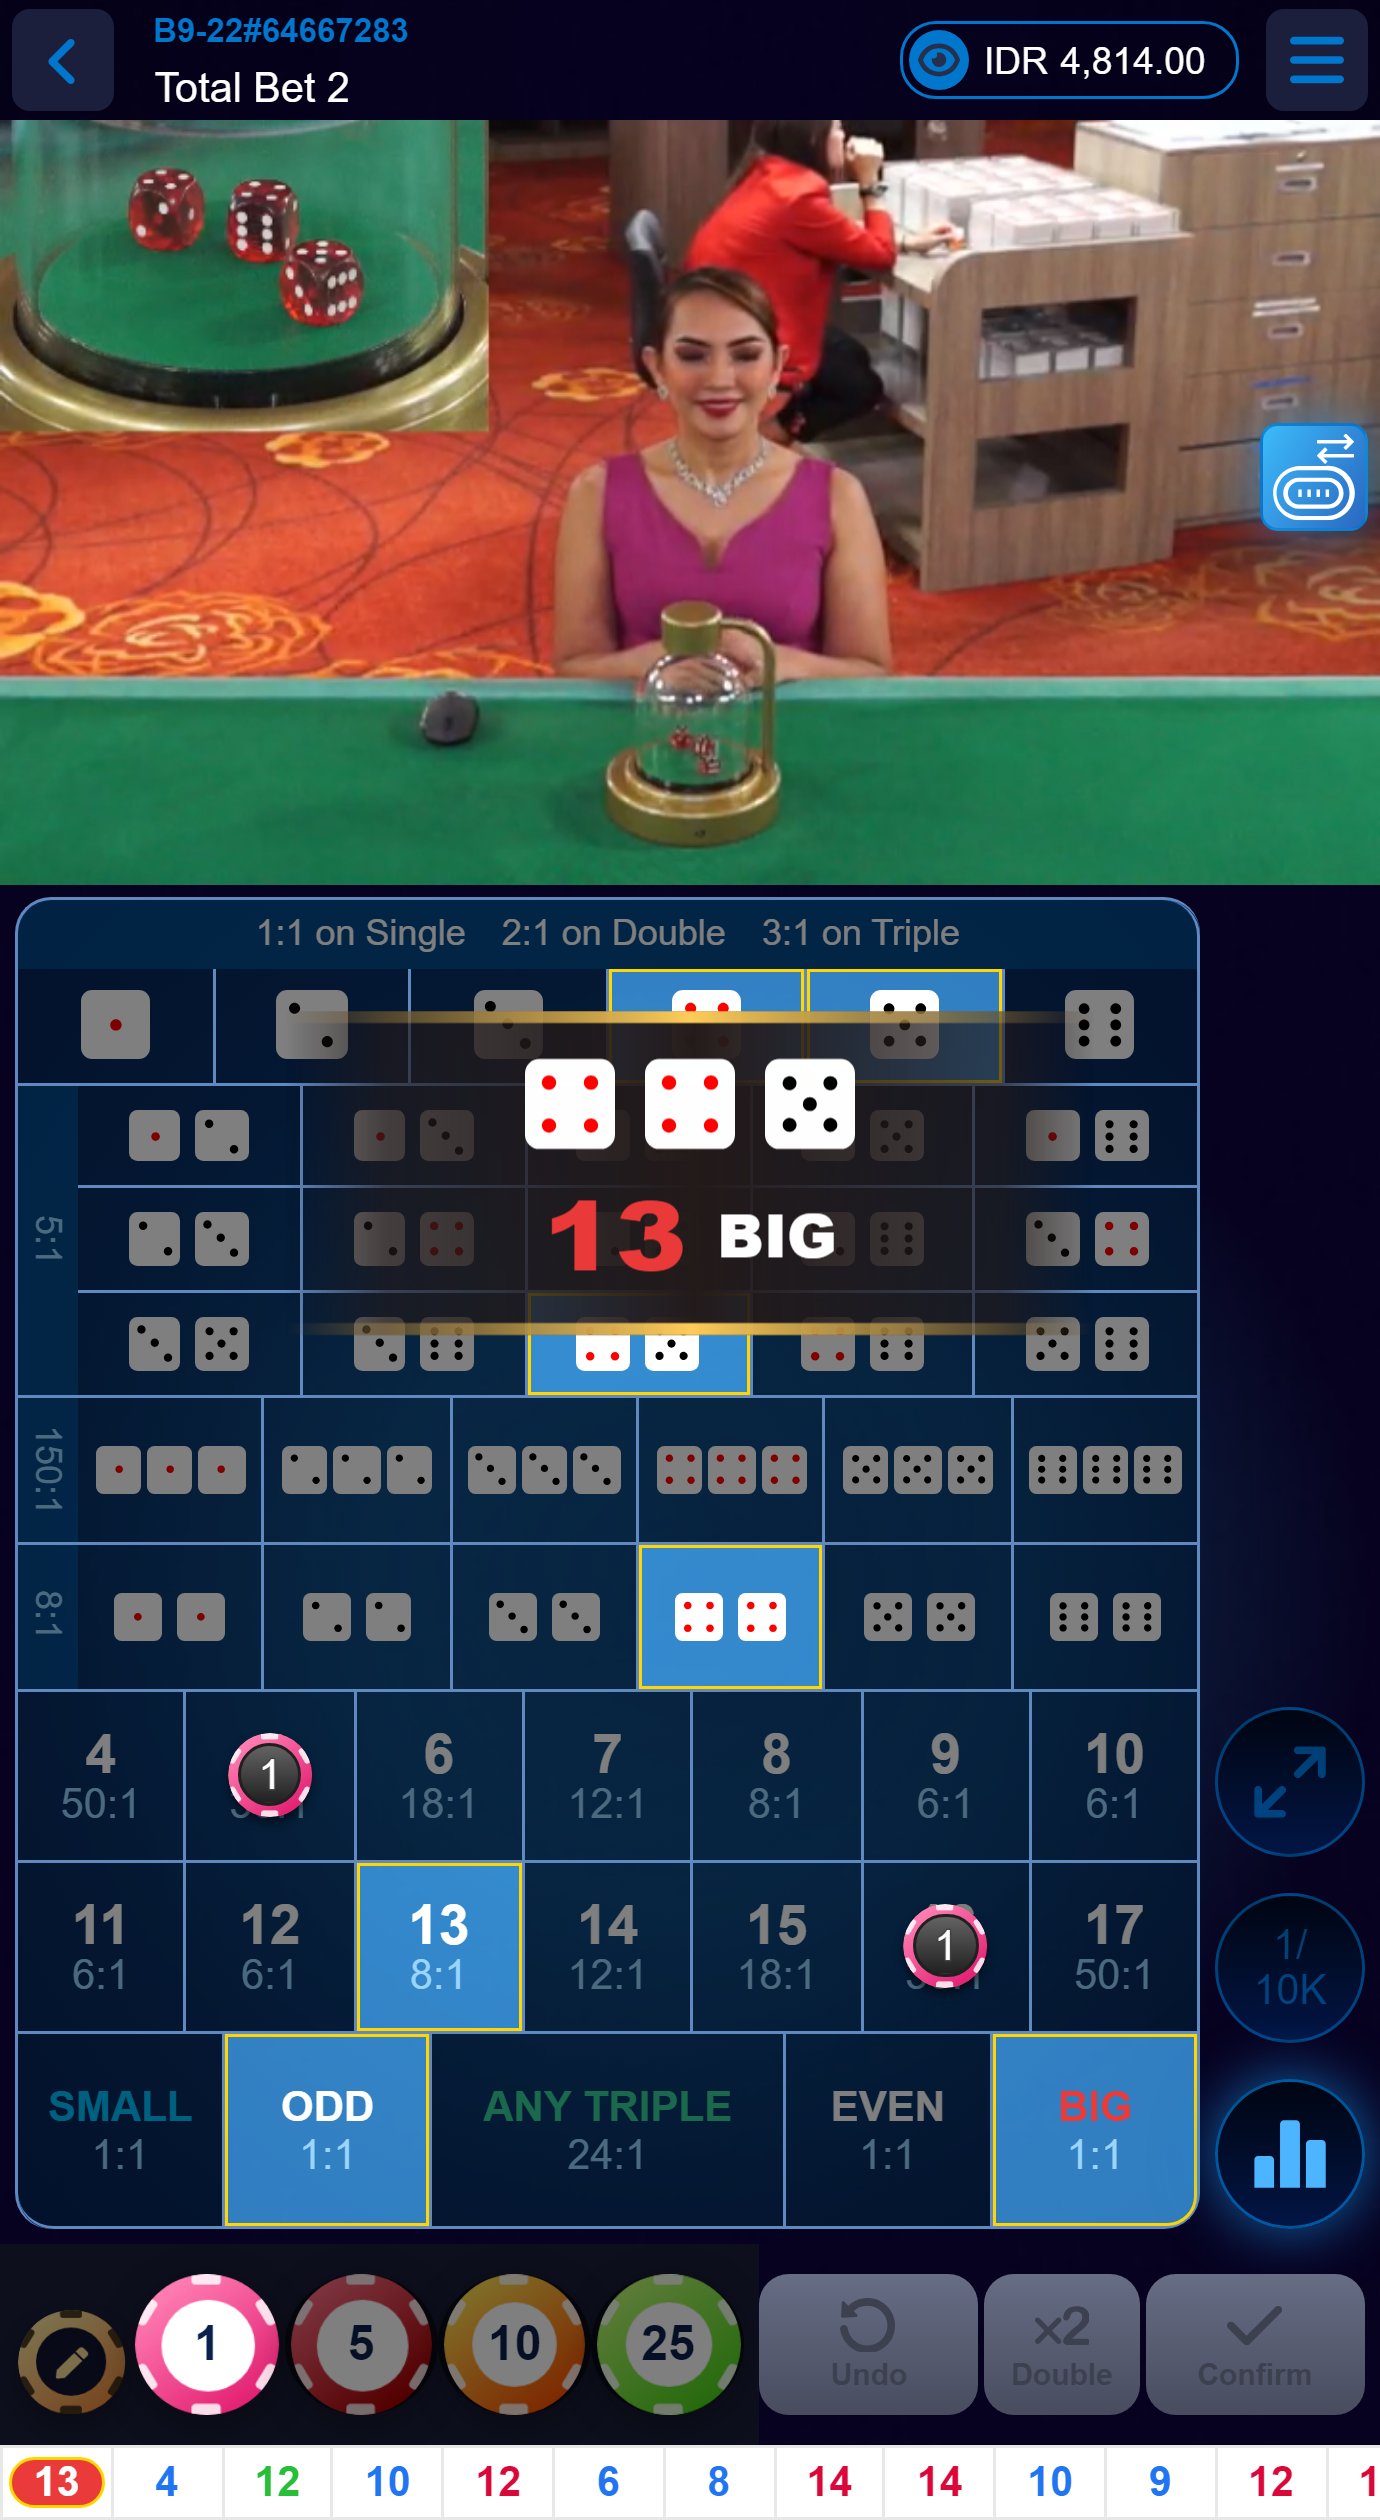 B9-22#64667283
Total Bet 2
IDR 4,814.00
1:1 on Single 2:1 on Double 3:1 on Triple
13 BIG
5:1
150:1
8:1
4 6 7 8 9 10
50:1 18:1 12:1 8:1 6:1 6:1
1
11 12 13 14 15 17
6:1 6:1 8:1 12:1 18:1 50:1
1
1/
10K
SMALL ODD ANY TRIPLE EVEN BIG
1:1 1:1 24:1 1:1 1:1
1 5 10 25
x2
Undo Double Confirm
13 4 12 10 12 6 8 14 14 10 9 12